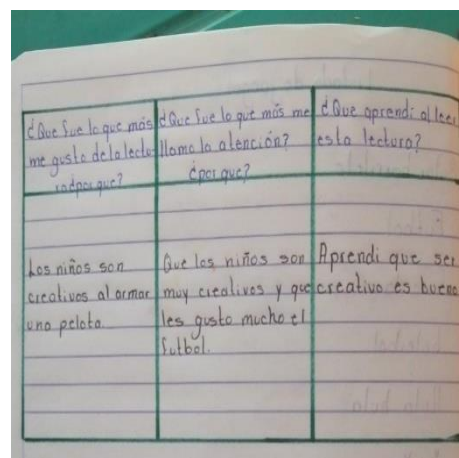 ¿Que fue lo que más
me gusto de la lectu-
ra¿por que?
¿Que fue lo que más me
llamo la atención?
¿por que?
¿Que aprendi al leer
esta lectura?
Los niños son
creativos al armar
una pelota.
Que los niños son
muy creativos y que
les gusta mucho el
futbol.
Aprendi que ser
creativo es bueno